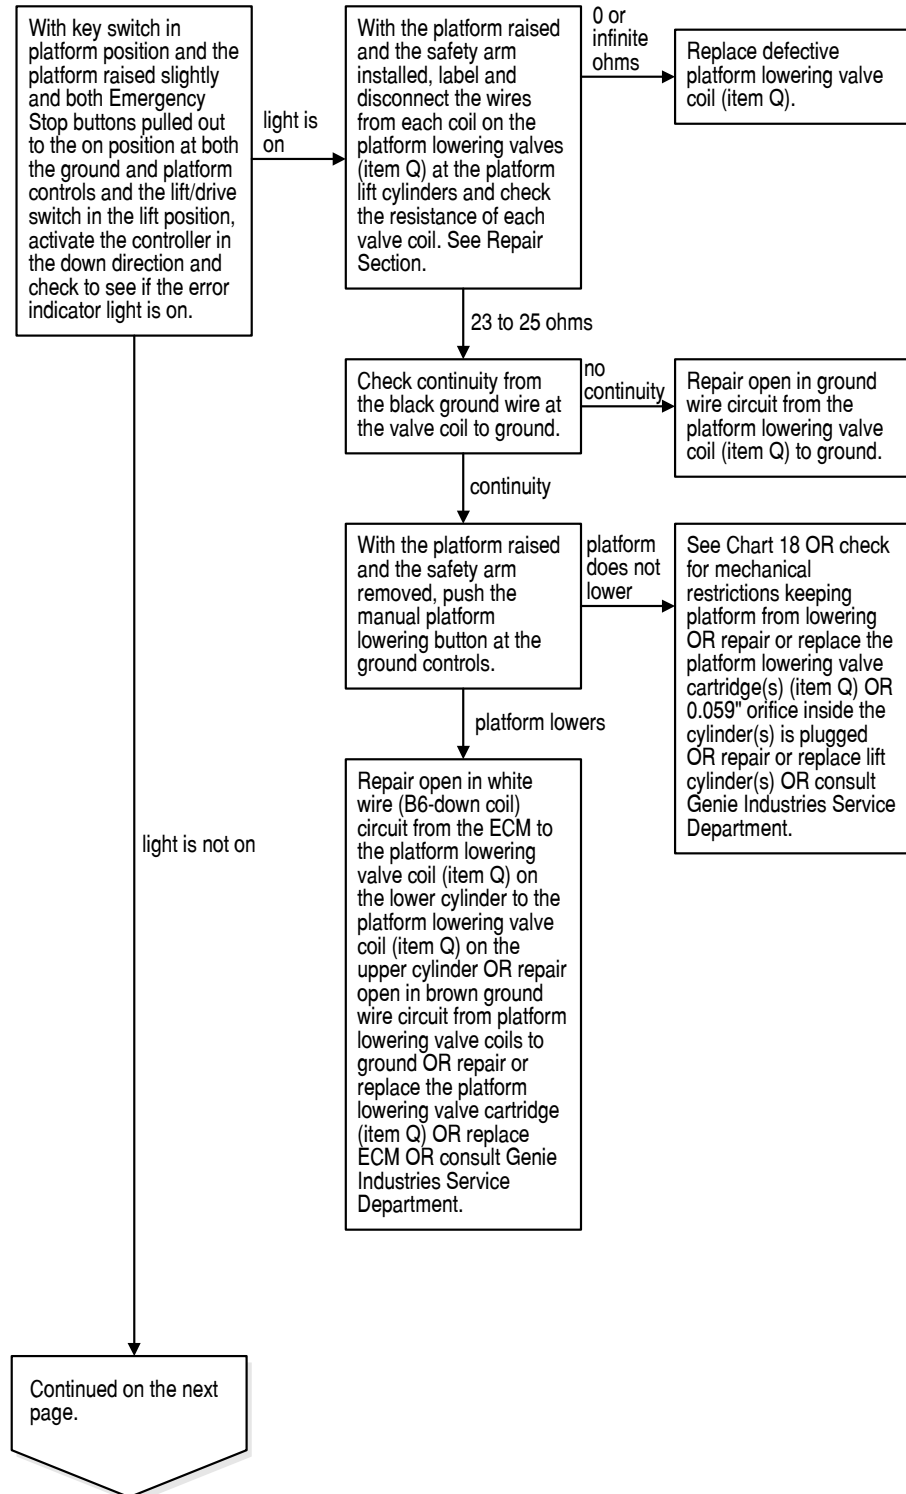 With key switch in
platform position and the
platform raised slightly
and both Emergency
Stop buttons pulled out
to the on position at both
the ground and platform
controls and the lift/drive
switch in the lift position,
activate the controller in
the down direction and
check to see if the error
indicator light is on.
light is
on
With the platform raised
and the safety arm
installed, label and
disconnect the wires
from each coil on the
platform lowering valves
(item Q) at the platform
lift cylinders and check
the resistance of each
valve coil. See Repair
Section.
0 or
infinite
ohms
Replace defective
platform lowering valve
coil (item Q).
23 to 25 ohms
Check continuity from
the black ground wire at
the valve coil to ground.
no
continuity
Repair open in ground
wire circuit from the
platform lowering valve
coil (item Q) to ground.
continuity
With the platform raised
and the safety arm
removed, push the
manual platform
lowering button at the
ground controls.
platform
does not
lower
See Chart 18 OR check
for mechanical
restrictions keeping
platform from lowering
OR repair or replace the
platform lowering valve
cartridge(s) (item Q) OR
0.059" orifice inside the
cylinder(s) is plugged
OR repair or replace lift
cylinder(s) OR consult
Genie Industries Service
Department.
platform lowers
Repair open in white
wire (B6-down coil)
circuit from the ECM to
the platform lowering
valve coil (item Q) on
the lower cylinder to the
platform lowering valve
coil (item Q) on the
upper cylinder OR repair
open in brown ground
wire circuit from platform
lowering valve coils to
ground OR repair or
replace the platform
lowering valve cartridge
(item Q) OR replace
ECM OR consult Genie
Industries Service
Department.
light is not on
Continued on the next
page.